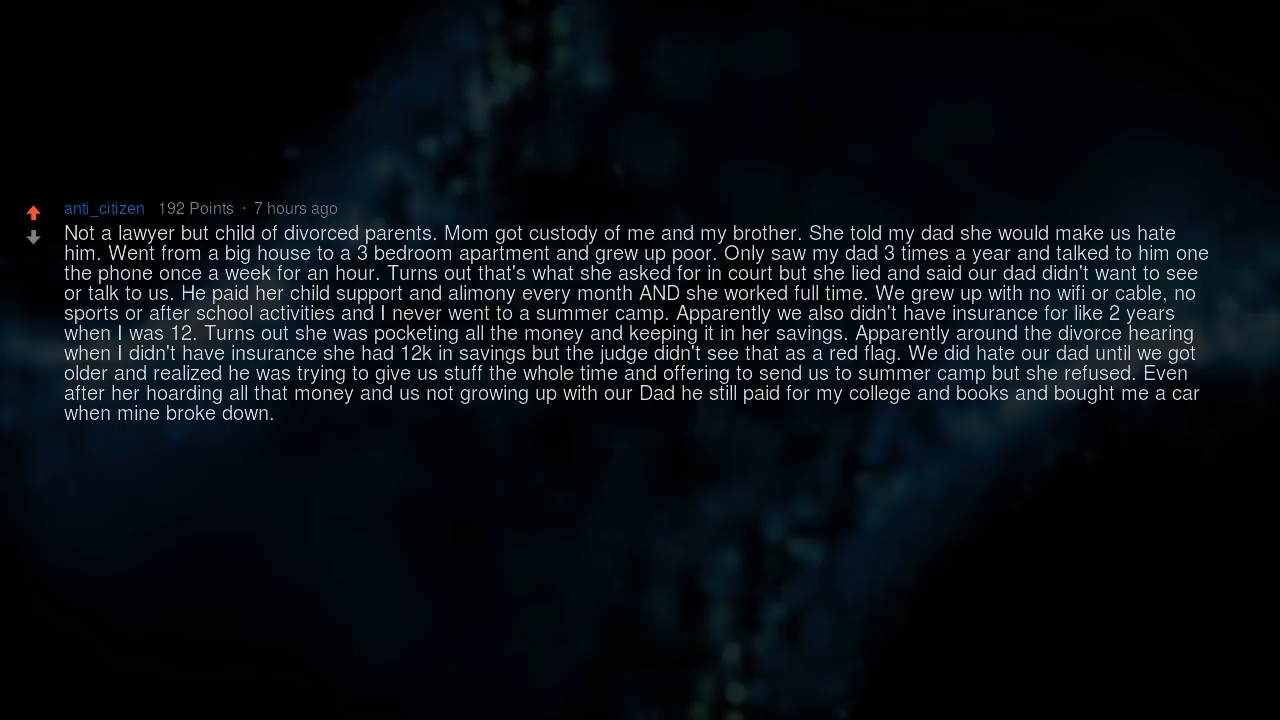 anti_citizen 192 Points · 7 hours ago
Not a lawyer but child of divorced parents. Mom got custody of me and my brother. She told my dad she would make us hate
him. Went from a big house to a 3 bedroom apartment and grew up poor. Only saw my dad 3 times a year and talked to him one
the phone once a week for an hour. Turns out that's what she asked for in court but she lied and said our dad didn't want to see
or talk to us. He paid her child support and alimony every month AND she worked full time. We grew up with no wifi or cable, no
sports or after school activities and I never went to a summer camp. Apparently we also didn't have insurance for like 2 years
when I was 12. Turns out she was pocketing all the money and keeping it in her savings. Apparently around the divorce hearing
when I didn't have insurance she had 12k in savings but the judge didn't see that as a red flag. We did hate our dad until we got
older and realized he was trying to give us stuff the whole time and offering to send us to summer camp but she refused. Even
after her hoarding all that money and us not growing up with our Dad he still paid for my college and books and bought me a car
when mine broke down.